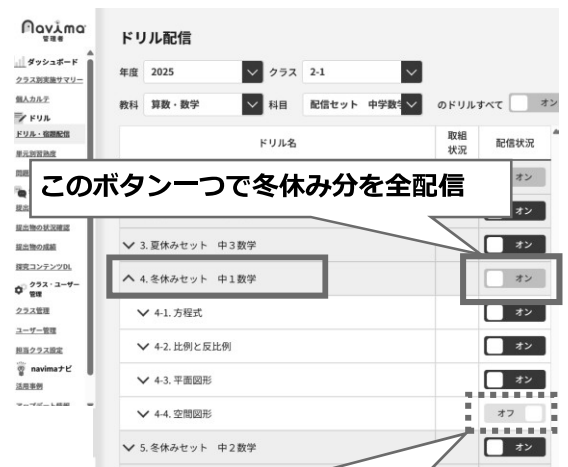 navima
管理者
ドリル配信
ダッシュボード
クラス別実施サマリー
個人カルテ
ドリル
ドリル・宿題配信
単元別習熟度
提出物の状況確認
提出物の成績
探究コンテンツDL
クラス・ユーザー
管理
クラス管理
ユーザー管理
担当クラス設定
navimaナビ
活用事例
年度 2025 クラス 2-1
教科 算数・数学 科目 配信セット 中学数 のドリルすべて オン
ドリル名 取組状況 配信状況
オン
このボタン一つで冬休み分を全配信
オン
3. 夏休みセット 中3数学 オン
4. 冬休みセット 中1数学 オン
4-1. 方程式 オン
4-2. 比例と反比例 オン
4-3. 平面図形 オン
4-4. 空間図形 オフ
5. 冬休みセット 中2数学 オン